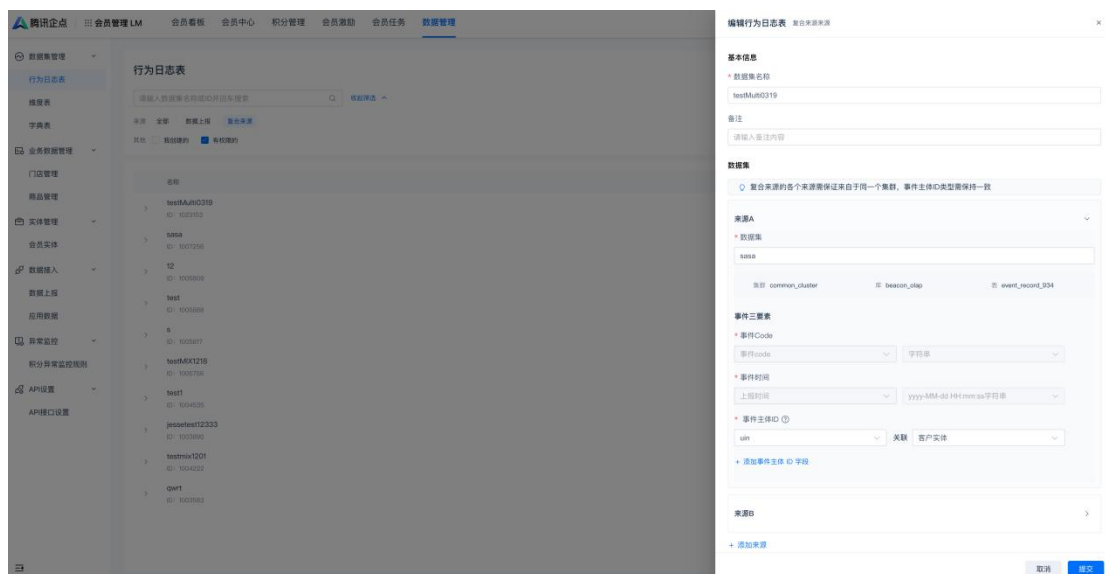 腾讯企点 会员管理 LM 会员看板 会员中心 积分管理 会员激励 会员任务 数据管理
数据集管理
行为日志表
维度表
字典表
业务数据管理
门店管理
商品管理
实体管理
会员实体
数据接入
数据上报
应用数据
异常监控
积分异常监控规则
API设置
API接口设置
行为日志表
请输入数据集名称或ID并回车搜索 收起筛选
来源 全部 数据上报 复合来源
其他 我创建的 有权限的
名称
testMulti0319
sasa
ID: 1007256
12
test
s
testMIX1216
test1
ID: 1004539
jessetest12333
testmix1201
qwrt
编辑行为日志表 复合来源来源
基本信息
* 数据集名称
testMulti0319
备注
请输入备注内容
数据集
复合来源的各个来源需保证来自于同一个集群，事件主体ID类型需保持一致
来源A
* 数据集
sasa
集群 common_cluster 库 beacon_olap 表 event_record_934
事件三要素
* 事件Code
事件code 字符串
* 事件时间
上报时间 yyyy-MM-dd HH:mm:ss字符串
* 事件主体ID
uin 关联 客户实体
+ 添加事件主体 ID 字段
来源B
+ 添加来源
取消 提交